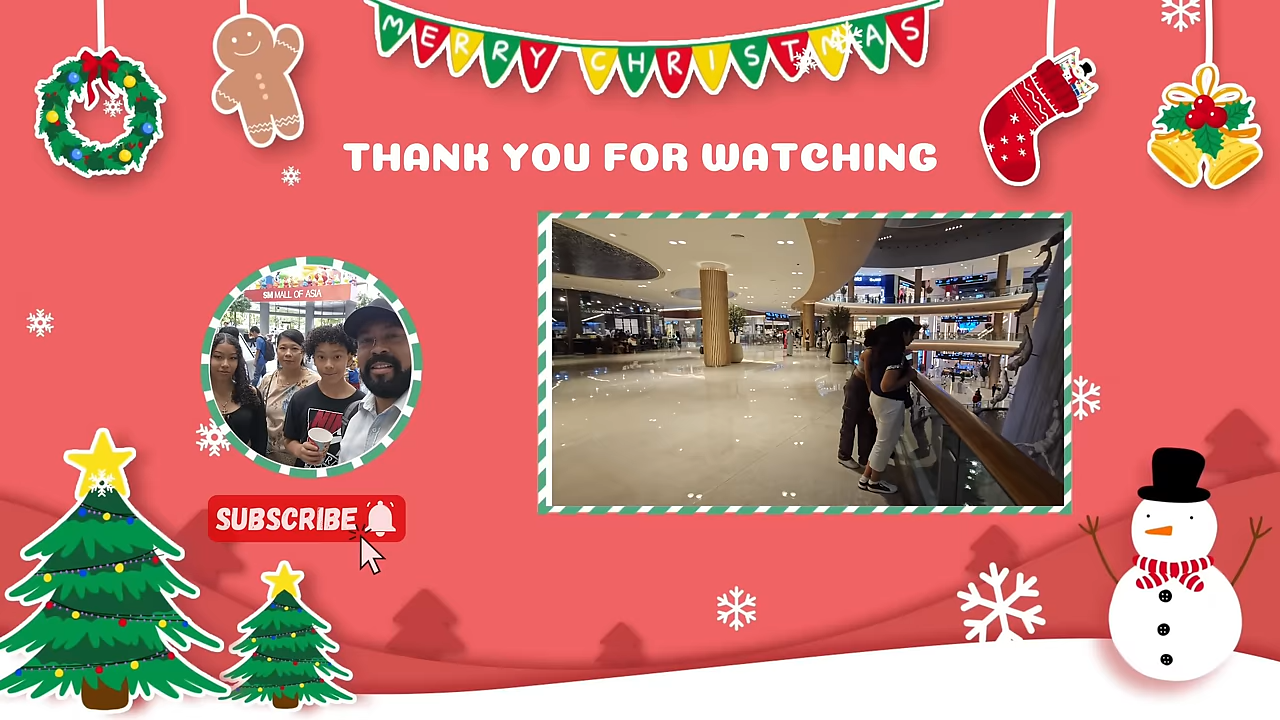 MERRY CHRISTMAS
THANK YOU FOR WATCHING
SM MALL OF ASIA
SUBSCRIBE